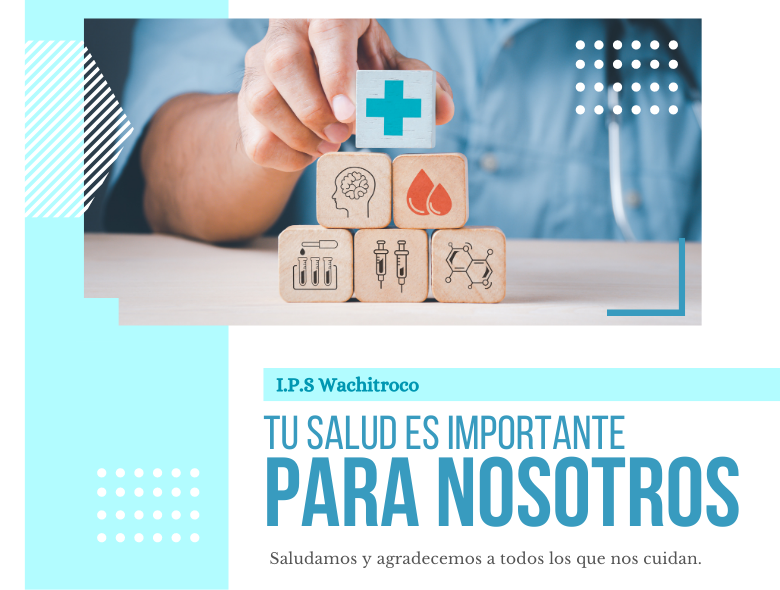 I.P.S Wachitroco
TU SALUD ES IMPORTANTE
PARA NOSOTROS
Saludamos y agradecemos a todos los que nos cuidan.